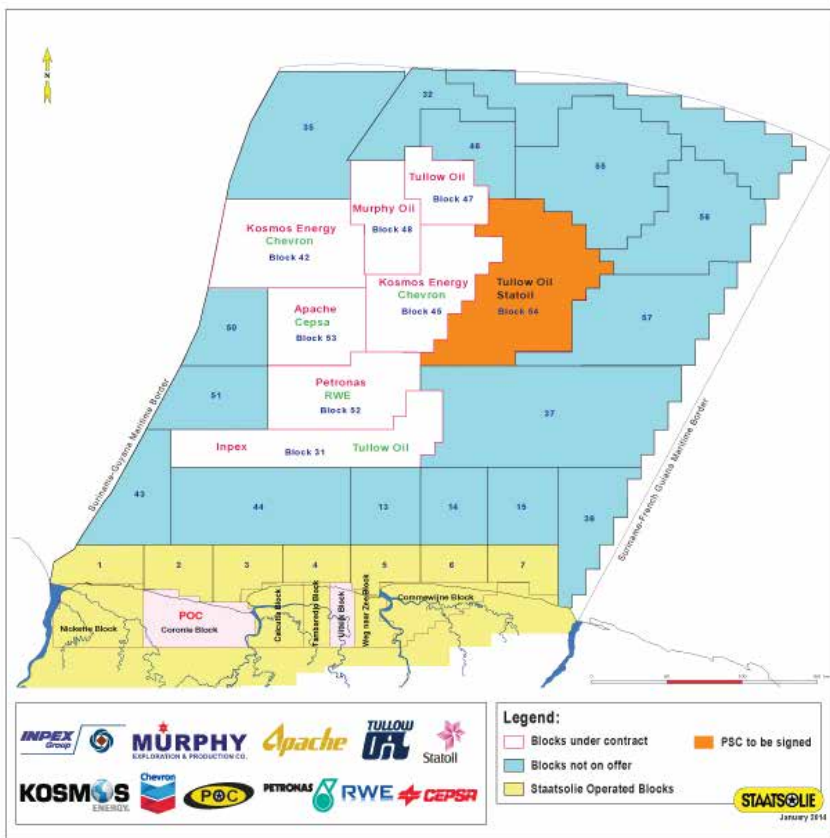 N
32
35
46
55
Tullow Oil
Block 47
Murphy Oil
Block 48
56
Kosmos Energy
Chevron
Block 42
Kosmos Energy
Chevron
Block 45
Tullow Oil
Statoil
Block 54
Apache
Cepsa
Block 53
50
57
Petronas
RWE
Block 52
51
37
Inpex
Block 31
Tullow Oil
Suriname-Guyana Maritime Border
Suriname-French Guiana Maritime Border
43
44
13
14
15
36
1
2
3
4
5
6
7
Nickerie Block
POC
Coronie Block
Calcutta Block
Tambaredjo Block
Uitkijk Block
Weg naar Zee Block
Commewijne Block
INPEX
Group
MURPHY
EXPLORATION & PRODUCTION CO.
Apache
TULLOW
OIL
Statoil
KOSMOS
ENERGY.
Chevron
POC
PETRONAS
RWE
CEPSA
Legend:
Blocks under contract
PSC to be signed
Blocks not on offer
Staatsolie Operated Blocks
STAATSOLIE
January 2014